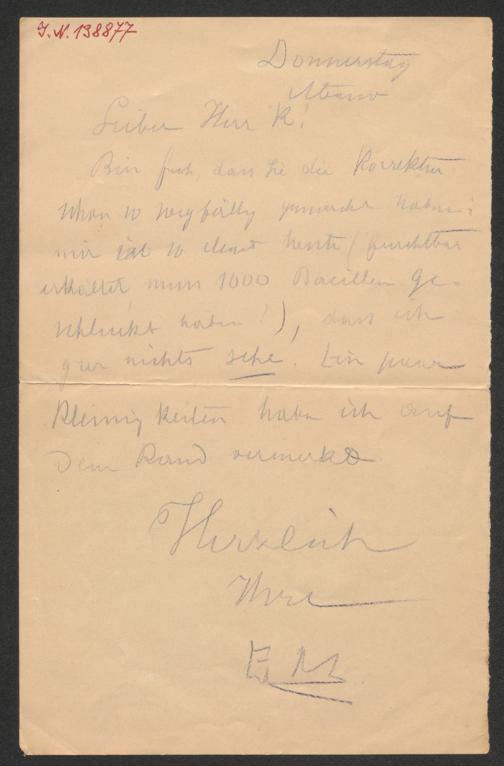 J.N. 138877
Donnerstag
Lieber Herr K!
Bin froh, dass Sie die Korrektur
schon so sorgfältig gemacht haben;
mir ist so elend heute (furchtbar
erkältet muss 1000 Bacillen ge-
schluckt haben!), dass ich
gar nichts sehe. Ein paar
Kleinigkeiten habe ich auf
dem Rand vermerkt
Herzlich
Ihre